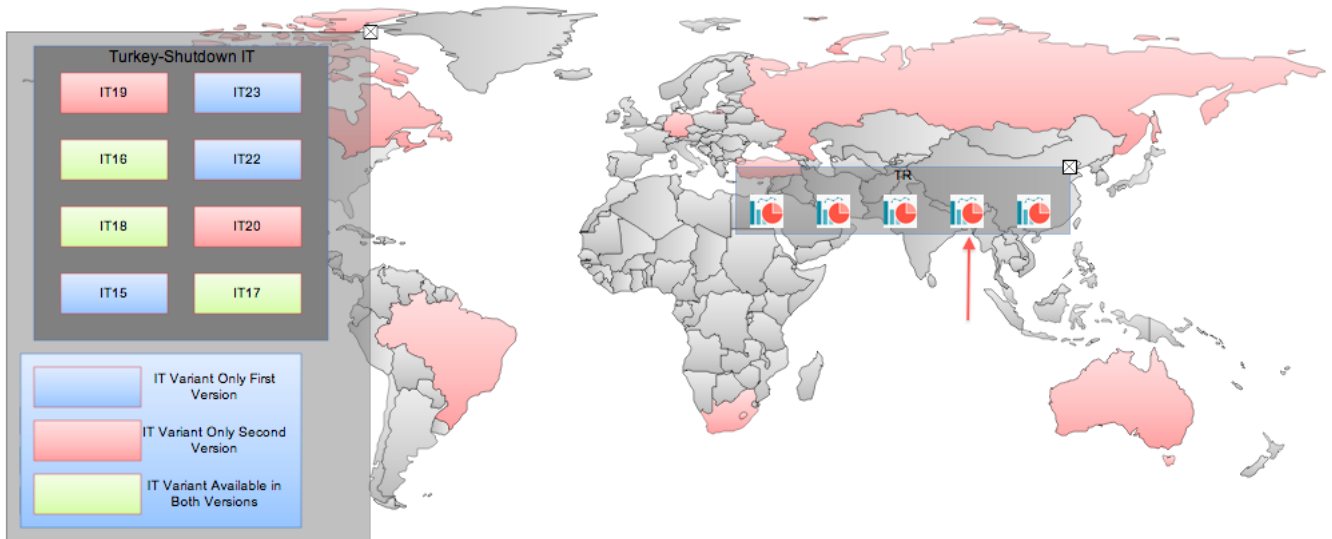 Turkey-Shutdown IT
IT19
IT23
IT16
IT22
IT18
IT20
IT15
IT17
IT Variant Only First
Version
IT Variant Only Second
Version
IT Variant Available in
Both Versions
TR